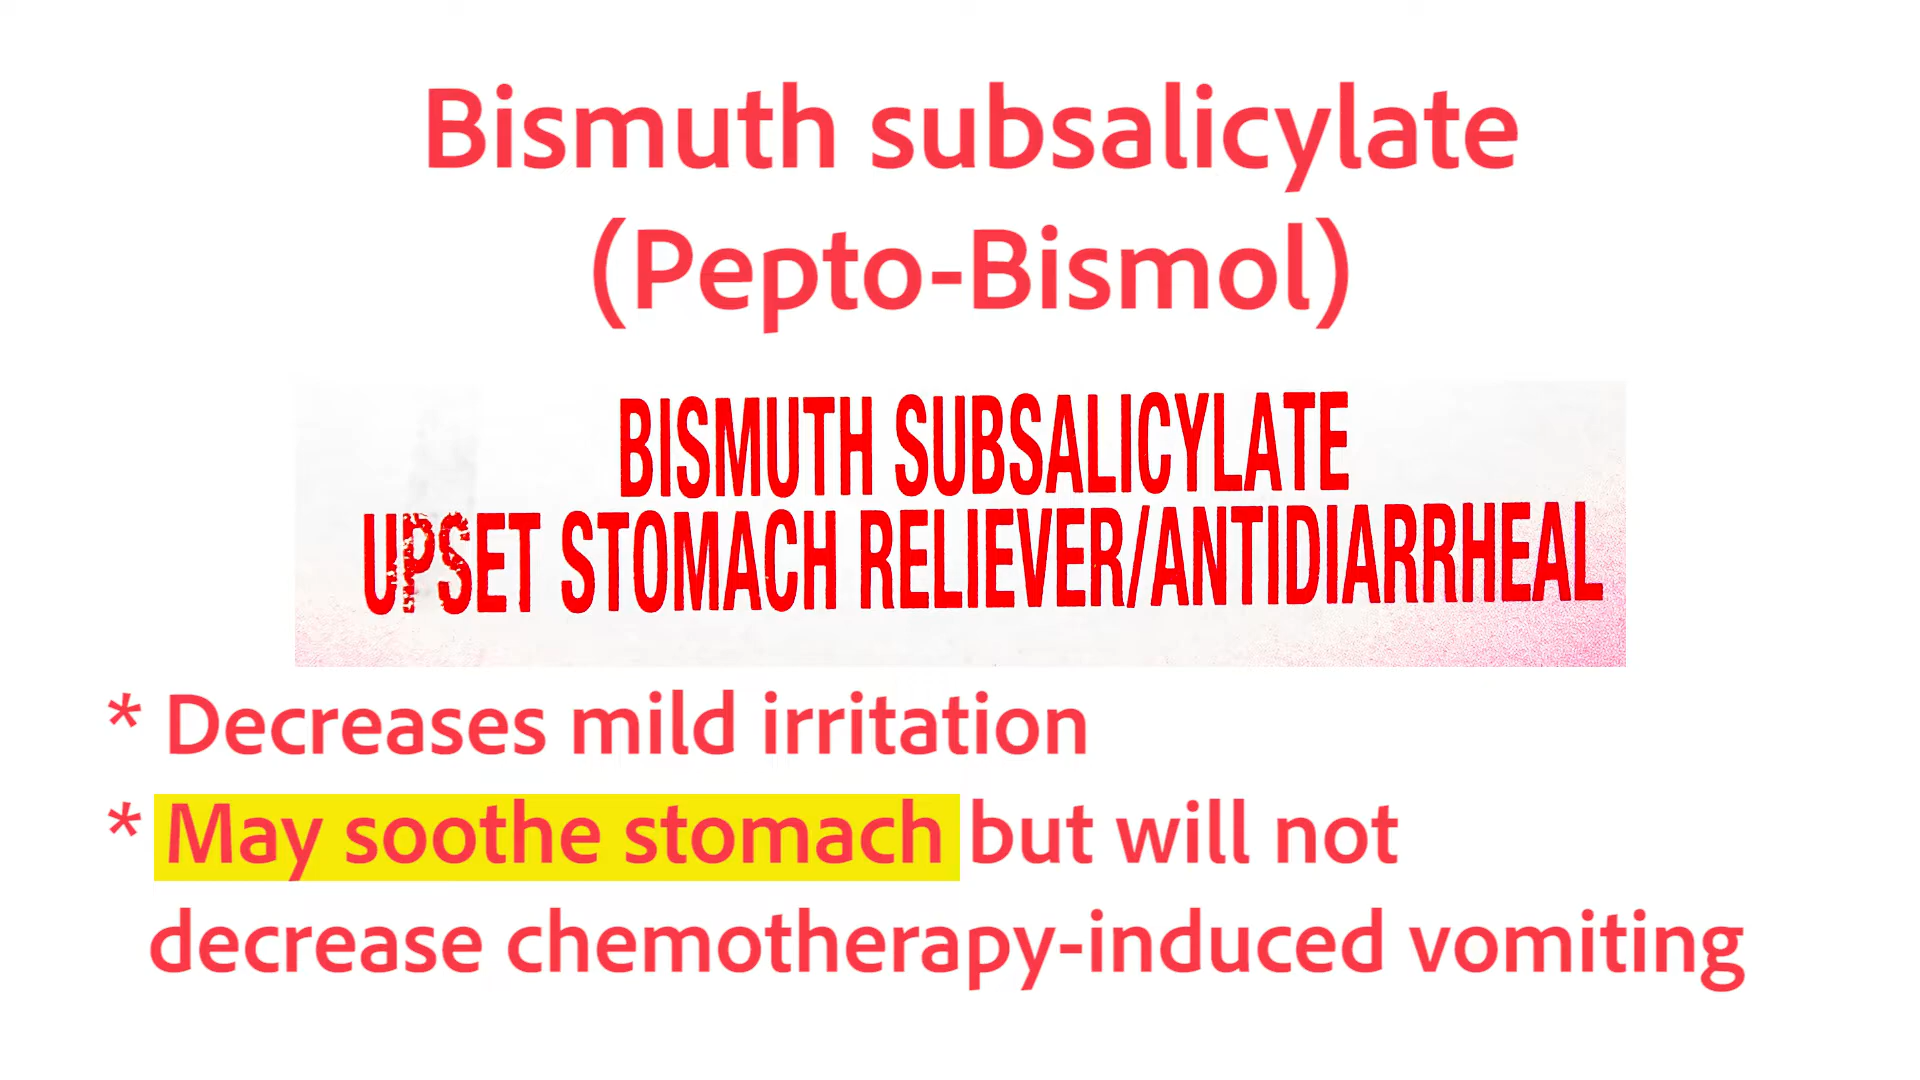 Bismuth subsalicylate
(Pepto-Bismol)
BISMUTH SUBSALICYLATE
UPSET STOMACH RELIEVER/ANTIDIARRHEAL
* Decreases mild irritation
* May soothe stomach but will not
decrease chemotherapy-induced vomiting